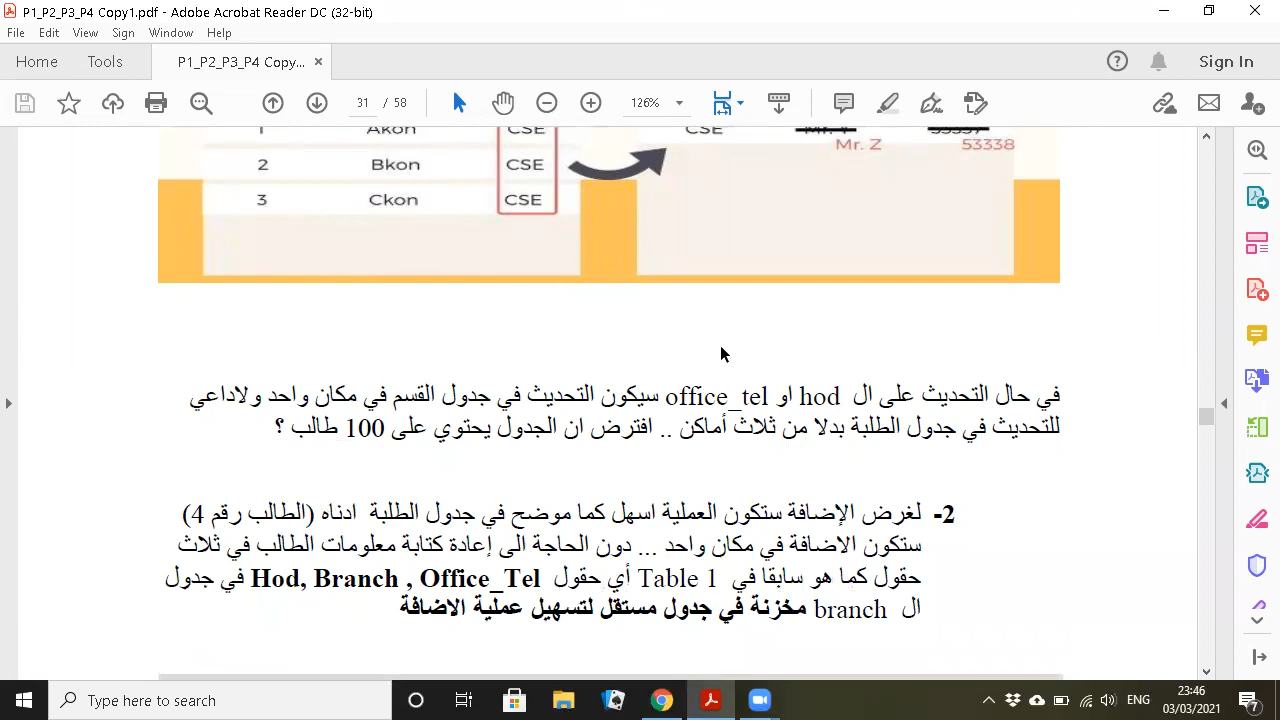 P1_P2_P3_P4 Copy1.pdf - Adobe Acrobat Reader DC (32-bit)
File Edit View Sign Window Help
Home Tools P1_P2_P3_P4 Copy... × Sign In
31 / 58 126%
1 Akon CSE CSE
Mr. Z 53338
2 Bkon CSE
3 Ckon CSE
في حال التحديث على ال hod او office_tel سيكون التحديث في جدول القسم في مكان واحد ولاداعي
للتحديث في جدول الطلبة بدلا من ثلاث أماكن .. افترض ان الجدول يحتوي على 100 طالب ؟
2- لغرض الإضافة ستكون العملية اسهل كما موضح في جدول الطلبة ادناه (الطالب رقم 4)
ستكون الاضافة في مكان واحد ... دون الحاجة الى إعادة كتابة معلومات الطالب في ثلاث
حقول كما هو سابقا في Table 1 أي حقول Hod, Branch , Office_Tel في جدول
ال branch مخزنة في جدول مستقل لتسهيل عملية الاضافة
Type here to search
ENG 23:46
03/03/2021 7